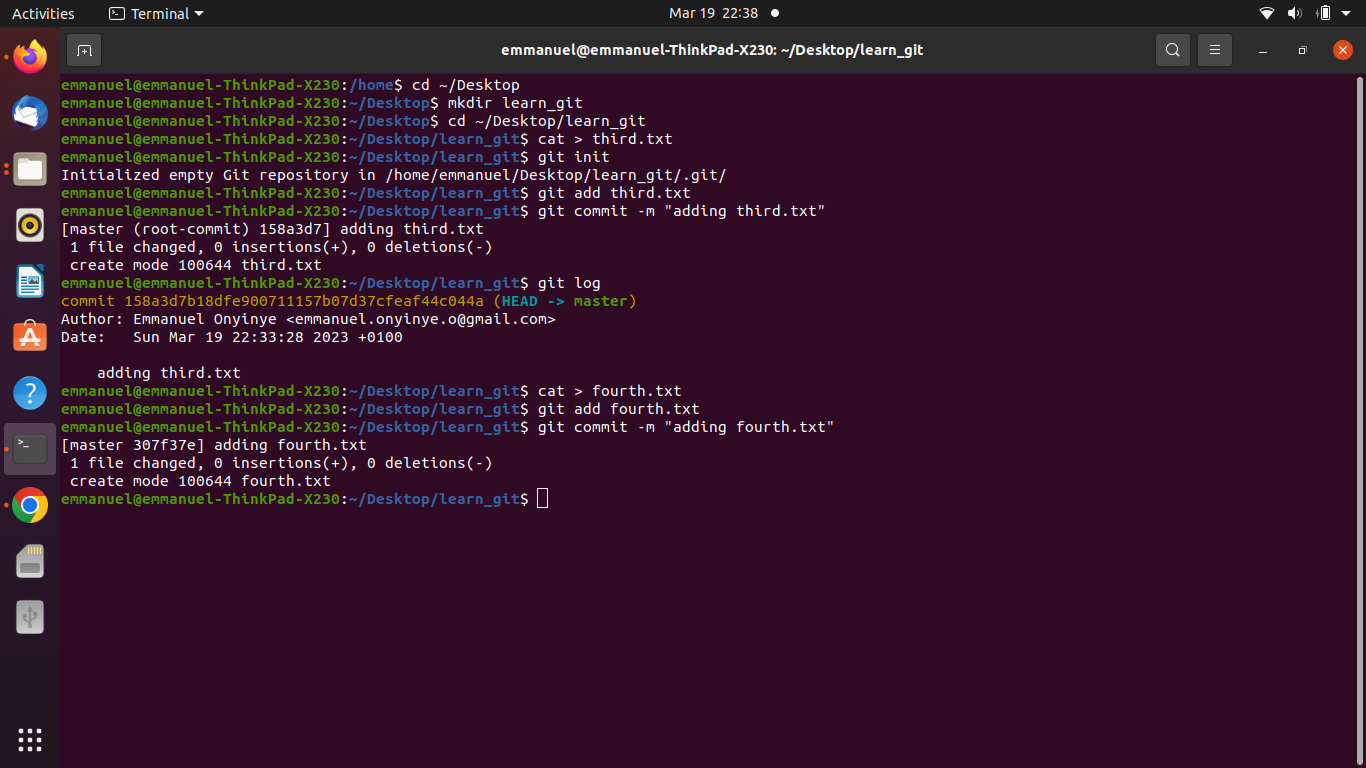 Activities
Terminal
Mar 19 22:38
emmanuel@emmanuel-ThinkPad-X230: ~/Desktop/learn_git
emmanuel@emmanuel-ThinkPad-X230:/home$ cd ~/Desktop
emmanuel@emmanuel-ThinkPad-X230:~/Desktop$ mkdir learn_git
emmanuel@emmanuel-ThinkPad-X230:~/Desktop$ cd ~/Desktop/learn_git
emmanuel@emmanuel-ThinkPad-X230:~/Desktop/learn_git$ cat > third.txt
emmanuel@emmanuel-ThinkPad-X230:~/Desktop/learn_git$ git init
Initialized empty Git repository in /home/emmanuel/Desktop/learn_git/.git/
emmanuel@emmanuel-ThinkPad-X230:~/Desktop/learn_git$ git add third.txt
emmanuel@emmanuel-ThinkPad-X230:~/Desktop/learn_git$ git commit -m "adding third.txt"
[master (root-commit) 158a3d7] adding third.txt
 1 file changed, 0 insertions(+), 0 deletions(-)
 create mode 100644 third.txt
emmanuel@emmanuel-ThinkPad-X230:~/Desktop/learn_git$ git log
commit 158a3d7b18dfe900711157b07d37cfeaf44c044a (HEAD -> master)
Author: Emmanuel Onyinye <emmanuel.onyinye.o@gmail.com>
Date:   Sun Mar 19 22:33:28 2023 +0100
    adding third.txt
emmanuel@emmanuel-ThinkPad-X230:~/Desktop/learn_git$ cat > fourth.txt
emmanuel@emmanuel-ThinkPad-X230:~/Desktop/learn_git$ git add fourth.txt
emmanuel@emmanuel-ThinkPad-X230:~/Desktop/learn_git$ git commit -m "adding fourth.txt"
[master 307f37e] adding fourth.txt
 1 file changed, 0 insertions(+), 0 deletions(-)
 create mode 100644 fourth.txt
emmanuel@emmanuel-ThinkPad-X230:~/Desktop/learn_git$